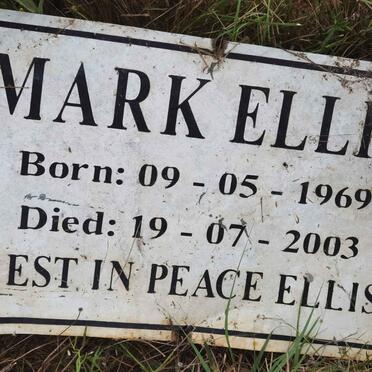 MARK ELLI
Born: 09 - 05 - 1969
Died: 19 - 07 - 2003
EST IN PEACE ELLIS